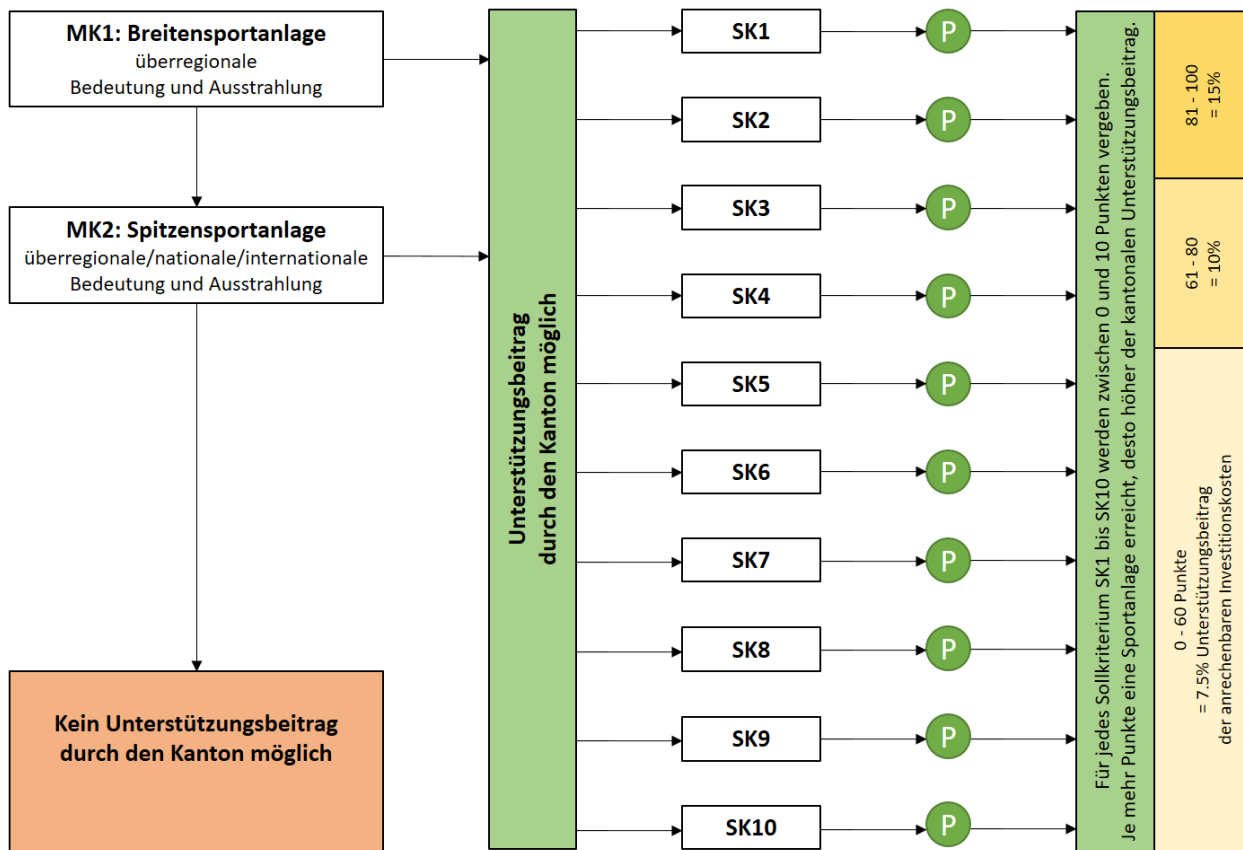 MK1: Breitensportanlage
überregionale
Bedeutung und Ausstrahlung
MK2: Spitzensportanlage
überregionale/nationale/internationale
Bedeutung und Ausstrahlung
Kein Unterstützungsbeitrag
durch den Kanton möglich
Unterstützungsbeitrag
durch den Kanton möglich
SK1
P
SK2
P
SK3
P
SK4
P
SK5
P
SK6
P
SK7
P
SK8
P
SK9
P
SK10
P
Für jedes Sollkriterium SK1 bis SK10 werden zwischen 0 und 10 Punkten vergeben.
Je mehr Punkte eine Sportanlage erreicht, desto höher der kantonalen Unterstützungsbeitrag.
81 - 100
= 15%
61 - 80
= 10%
0 - 60 Punkte
= 7.5% Unterstützungsbeitrag
der anrechenbaren Investitionskosten